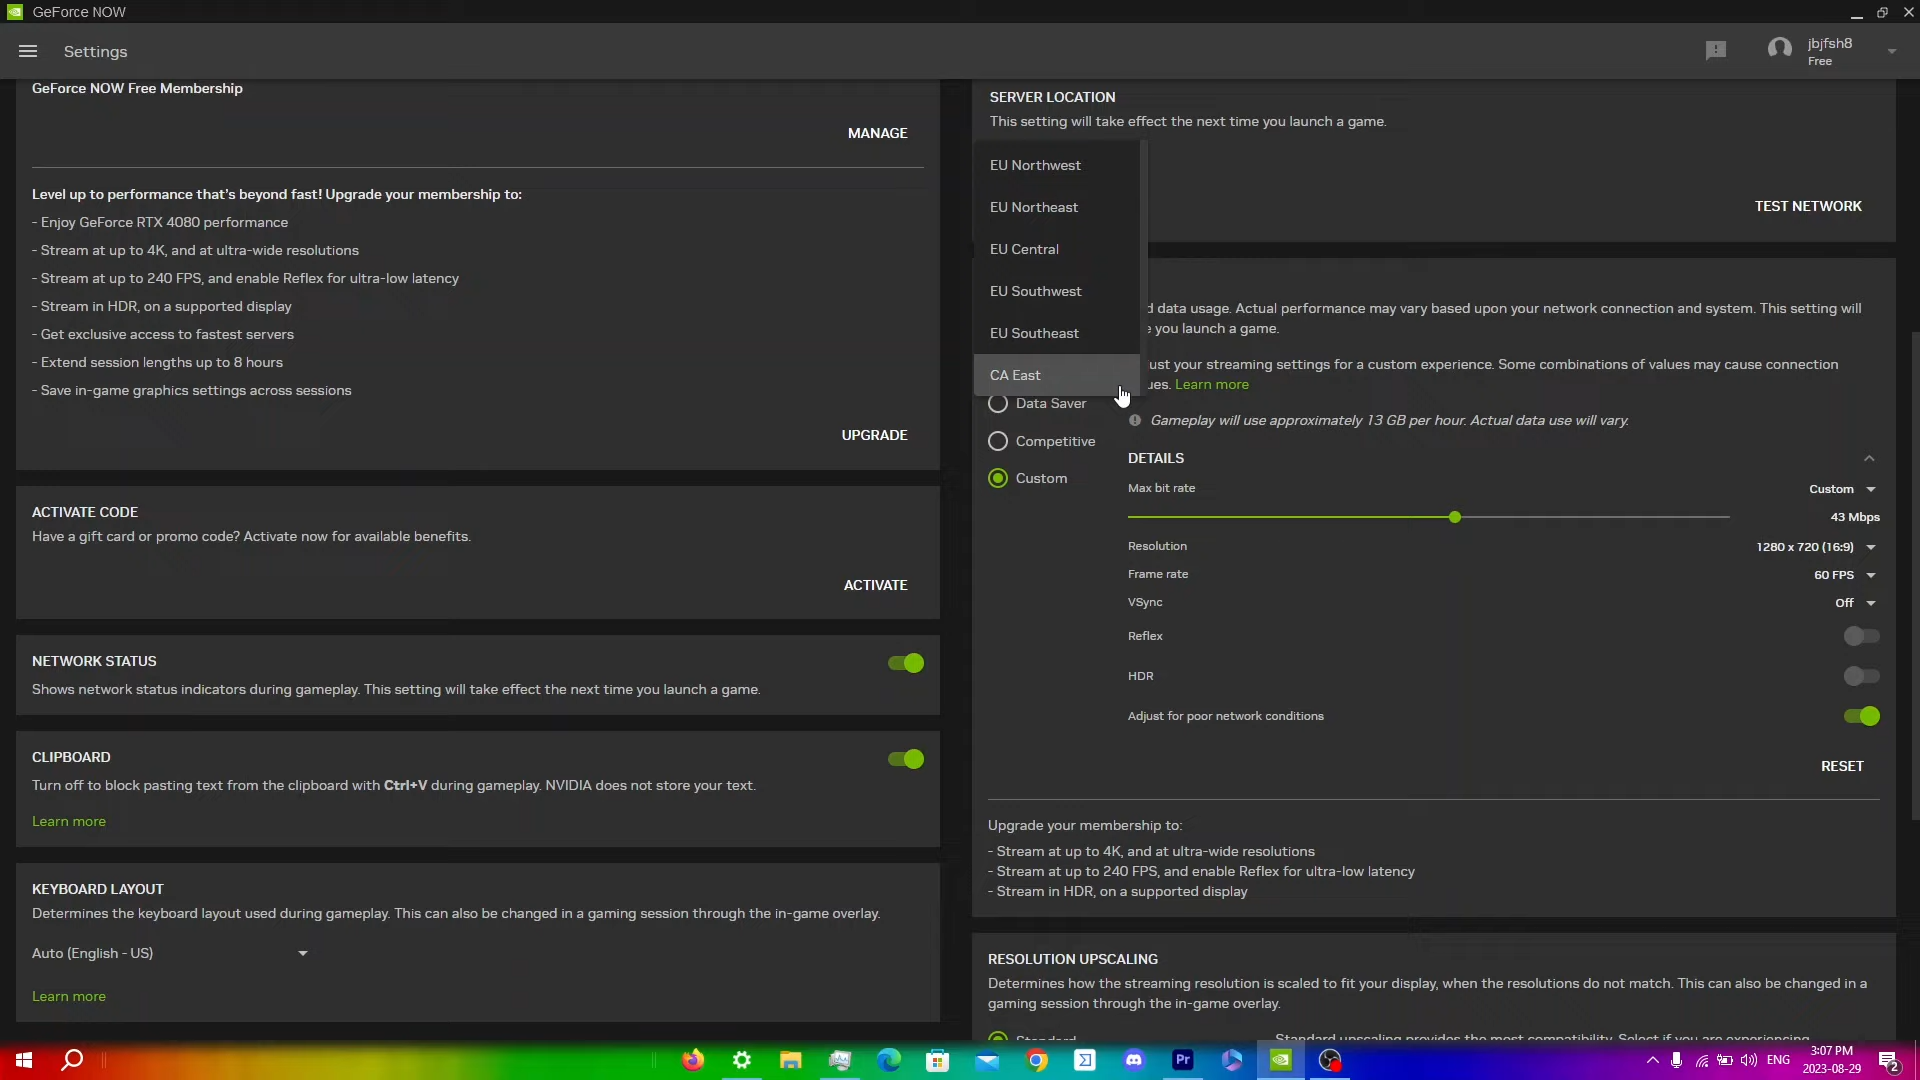 GeForce NOW
Settings
jbjfsh8
Free
GeForce NOW Free Membership
MANAGE
Level up to performance that's beyond fast! Upgrade your membership to:
- Enjoy GeForce RTX 4080 performance
- Stream at up to 4K, and at ultra-wide resolutions
- Stream at up to 240 FPS, and enable Reflex for ultra-low latency
- Stream in HDR, on a supported display
- Get exclusive access to fastest servers
- Extend session lengths up to 8 hours
- Save in-game graphics settings across sessions
UPGRADE
ACTIVATE CODE
Have a gift card or promo code? Activate now for available benefits.
ACTIVATE
NETWORK STATUS
Shows network status indicators during gameplay. This setting will take effect the next time you launch a game.
CLIPBOARD
Turn off to block pasting text from the clipboard with Ctrl+V during gameplay. NVIDIA does not store your text.
Learn more
KEYBOARD LAYOUT
Determines the keyboard layout used during gameplay. This can also be changed in a gaming session through the in-game overlay.
Auto (English - US)
Learn more
SERVER LOCATION
This setting will take effect the next time you launch a game.
EU Northwest
EU Northeast
EU Central
EU Southwest
EU Southeast
CA East
TEST NETWORK
d data usage. Actual performance may vary based upon your network connection and system. This setting will
e you launch a game.
ust your streaming settings for a custom experience. Some combinations of values may cause connection
ues. Learn more
Data Saver
Competitive
Custom
Gameplay will use approximately 13 GB per hour. Actual data use will vary.
DETAILS
Max bit rate
Custom
43 Mbps
Resolution
1280 x 720 (16:9)
Frame rate
60 FPS
VSync
Off
Reflex
HDR
Adjust for poor network conditions
RESET
Upgrade your membership to:
- Stream at up to 4K, and at ultra-wide resolutions
- Stream at up to 240 FPS, and enable Reflex for ultra-low latency
- Stream in HDR, on a supported display
RESOLUTION UPSCALING
Determines how the streaming resolution is scaled to fit your display, when the resolutions do not match. This can also be changed in a
gaming session through the in-game overlay.
Standard
Standard upscaling provides the most compatibility. Select if you are experiencing
Pr
ENG
3:07 PM
2023-08-29
2